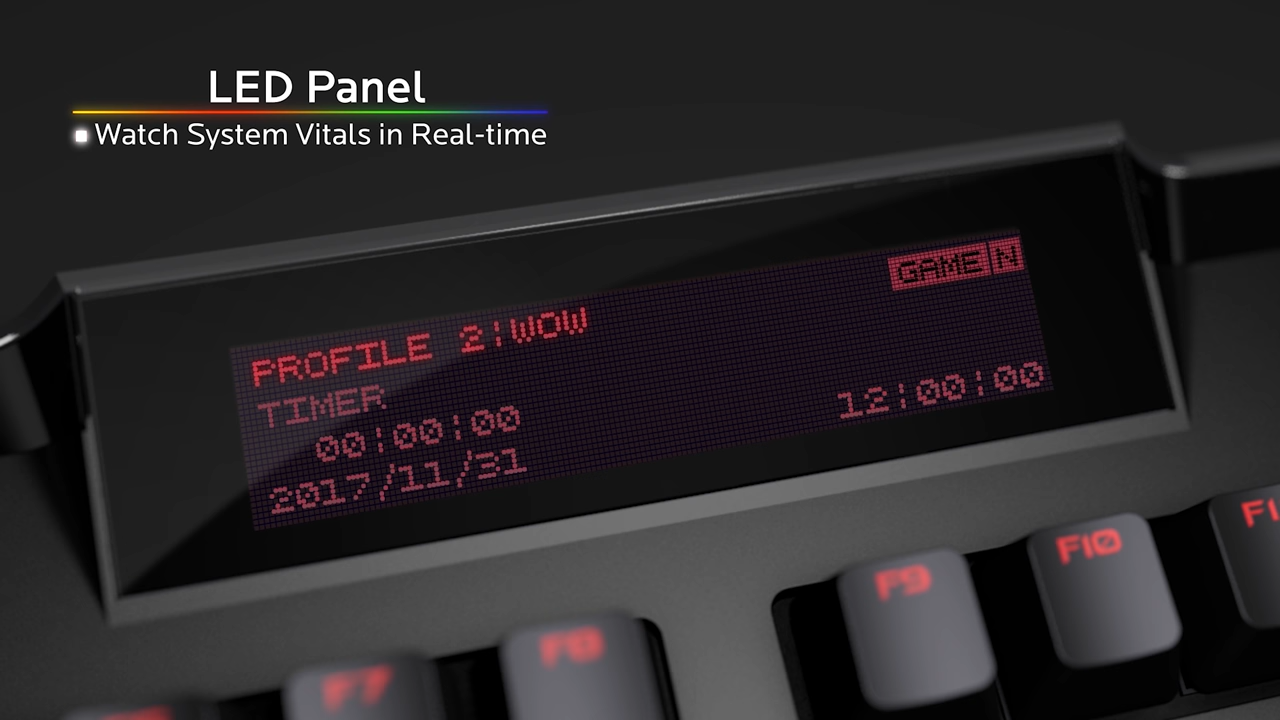 LED Panel
Watch System Vitals in Real-time
GAME N
PROFILE 2:WOW
TIMER
00:00:00
12:00:00
2017/11/31
F7
F8
F9
F10